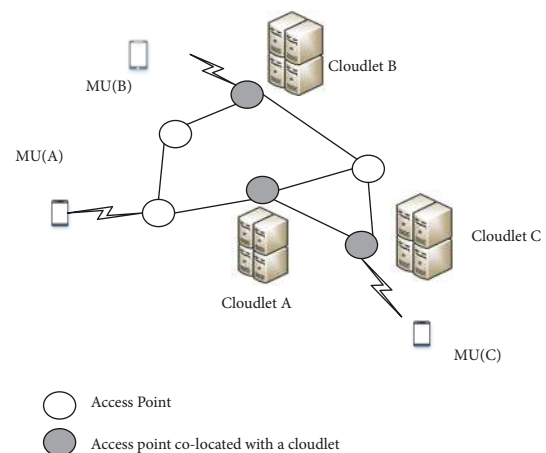 Cloudlet B
MU(B)
MU(A)
Cloudlet C
Cloudlet A
MU(C)
Access Point
Access point co-located with a cloudlet